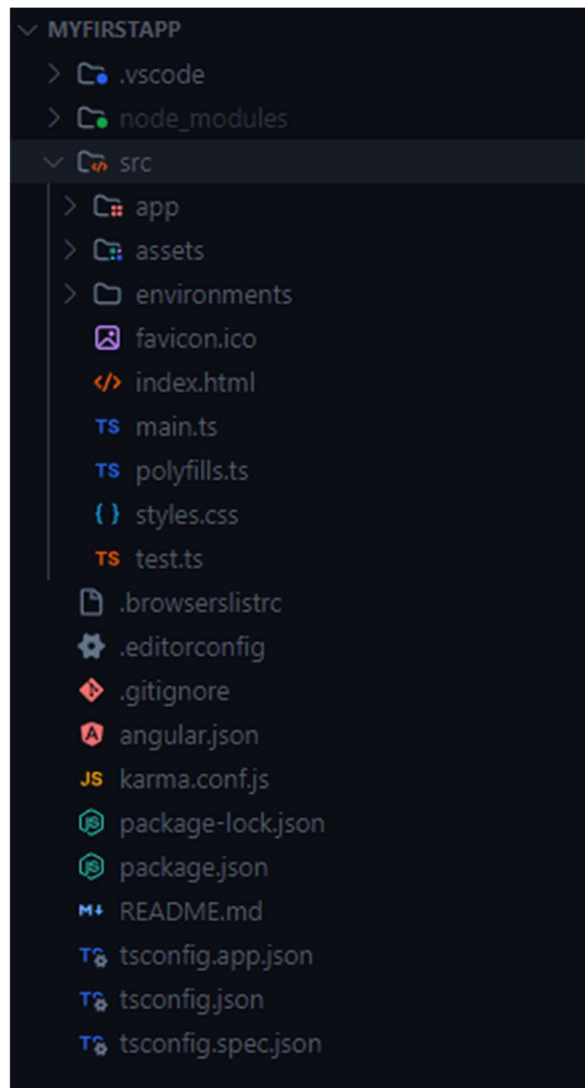 MYFIRSTAPP
.vscode
node_modules
src
app
assets
environments
favicon.ico
index.html
TS main.ts
TS polyfills.ts
{ } styles.css
TS test.ts
.browserslistrc
.editorconfig
.gitignore
angular.json
JS karma.conf.js
package-lock.json
package.json
M↓ README.md
tsconfig.app.json
tsconfig.json
tsconfig.spec.json